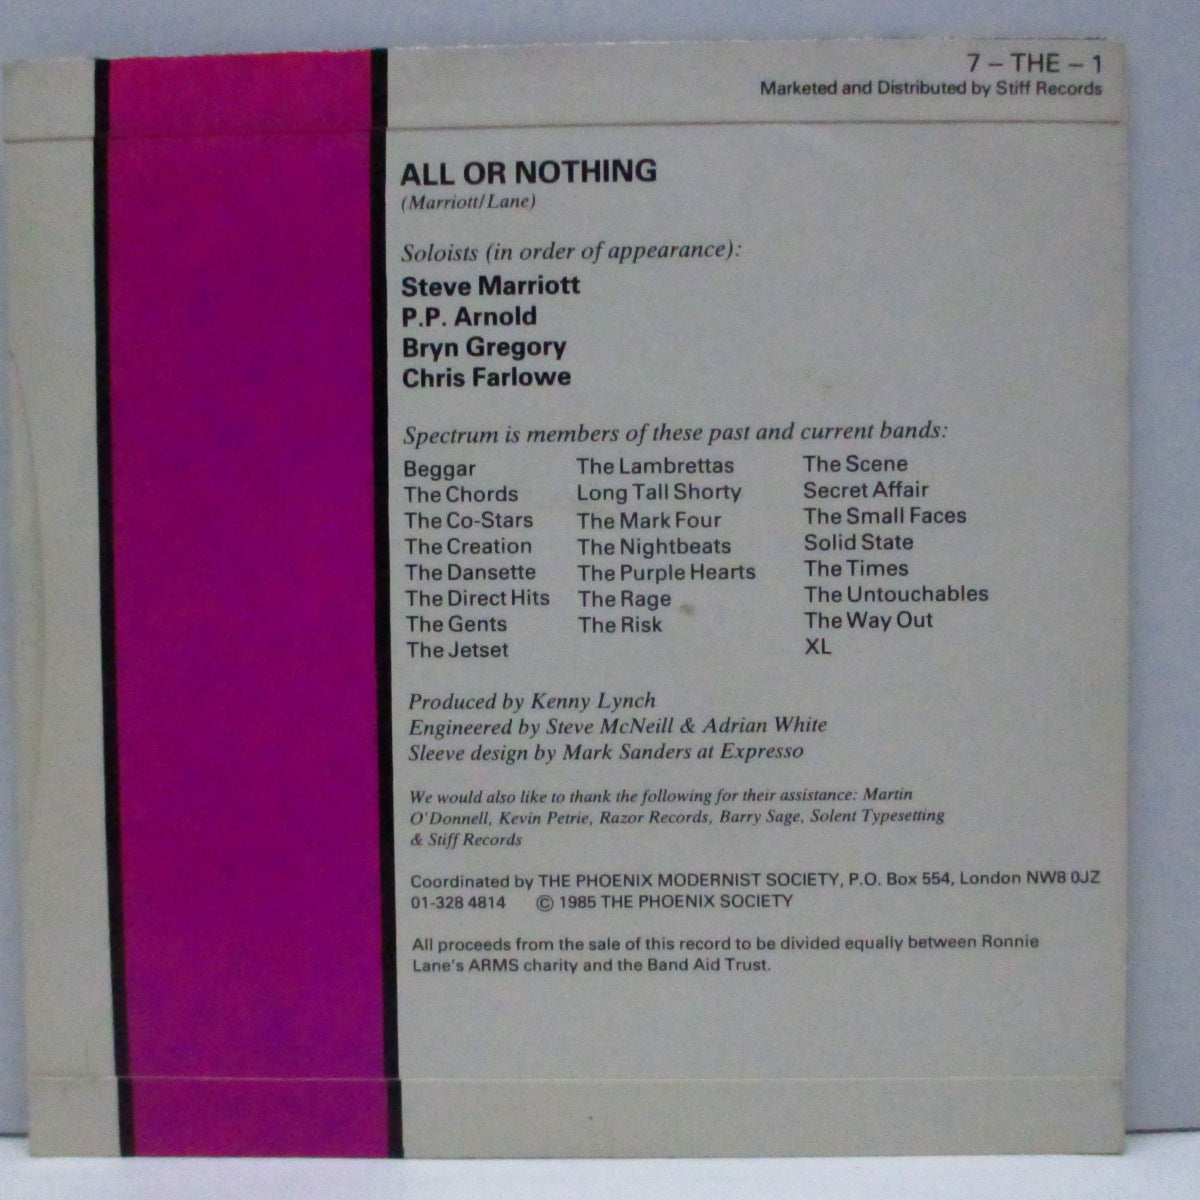 7 – THE – 1
Marketed and Distributed by Stiff Records
ALL OR NOTHING
(Marriott/Lane)
Soloists (in order of appearance):
Steve Marriott
P.P. Arnold
Bryn Gregory
Chris Farlowe
Spectrum is members of these past and current bands:
Beggar
The Chords
The Co-Stars
The Creation
The Dansette
The Direct Hits
The Gents
The Jetset
The Lambrettas
Long Tall Shorty
The Mark Four
The Nightbeats
The Purple Hearts
The Rage
The Risk
The Scene
Secret Affair
The Small Faces
Solid State
The Times
The Untouchables
The Way Out
XL
Produced by Kenny Lynch
Engineered by Steve McNeill & Adrian White
Sleeve design by Mark Sanders at Expresso
We would also like to thank the following for their assistance: Martin
O'Donnell, Kevin Petrie, Razor Records, Barry Sage, Solent Typesetting
& Stiff Records
Coordinated by THE PHOENIX MODERNIST SOCIETY, P.O. Box 554, London NW8 0JZ
01-328 4814 © 1985 THE PHOENIX SOCIETY
All proceeds from the sale of this record to be divided equally between Ronnie
Lane's ARMS charity and the Band Aid Trust.